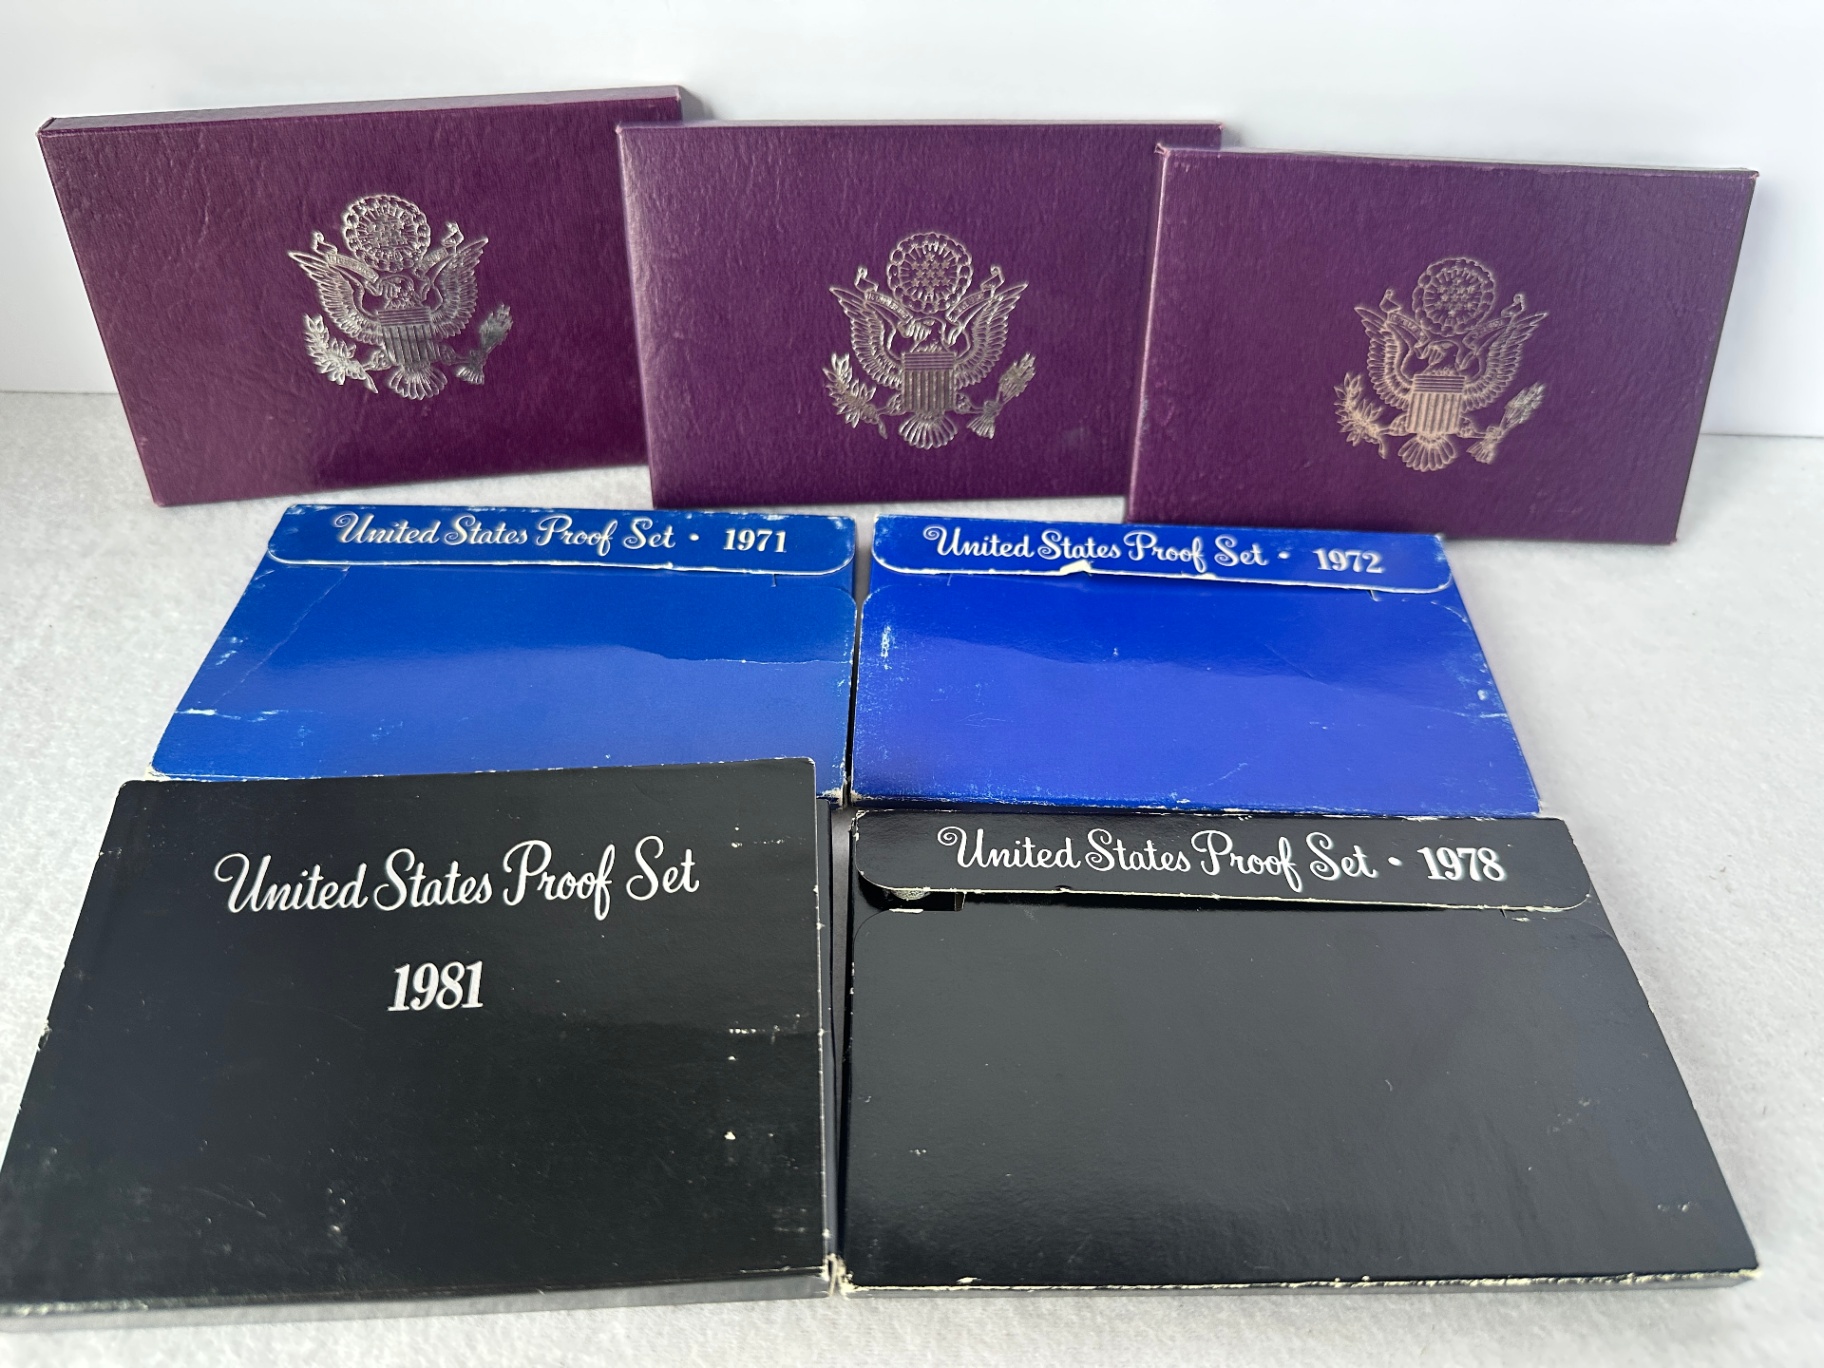 United States Proof Set • 1971
United States Proof Set • 1972
United States Proof Set
1981
United States Proof Set • 1978